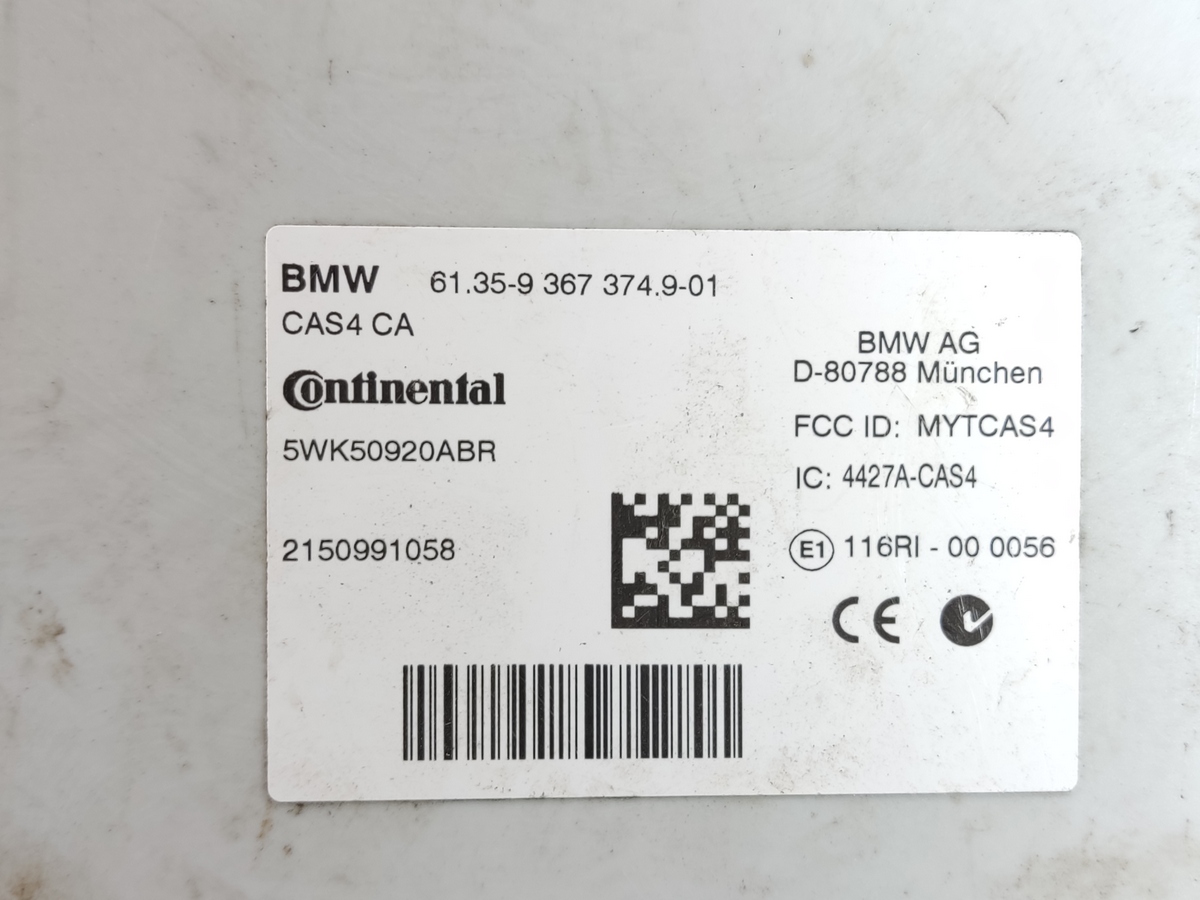 BMW 61.35-9 367 374.9-01
CAS4 CA
Continental
5WK50920ABR
2150991058
BMW AG
D-80788 München
FCC ID: MYTCAS4
IC: 4427A-CAS4
E1 116RI - 00 0056
CE